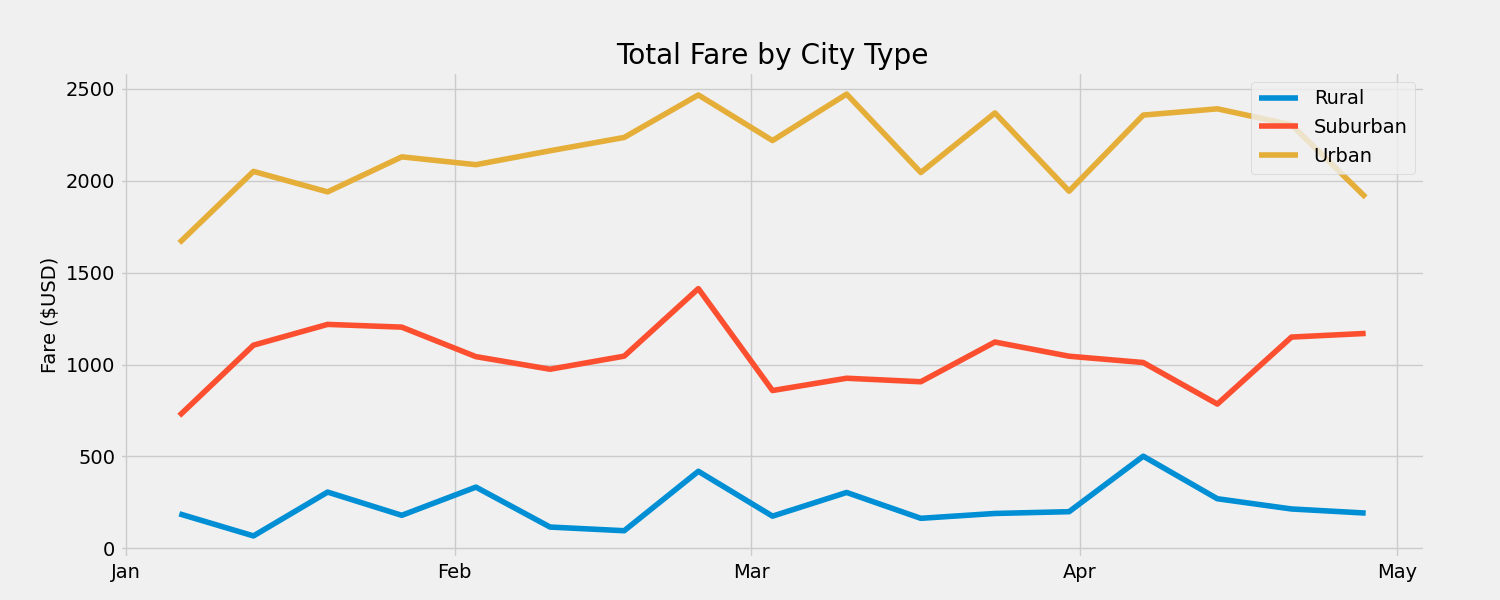 Total Fare by City Type
Fare ($USD)
2500
2000
1500
1000
500
0
Jan
Feb
Mar
Apr
May
Rural
Suburban
Urban